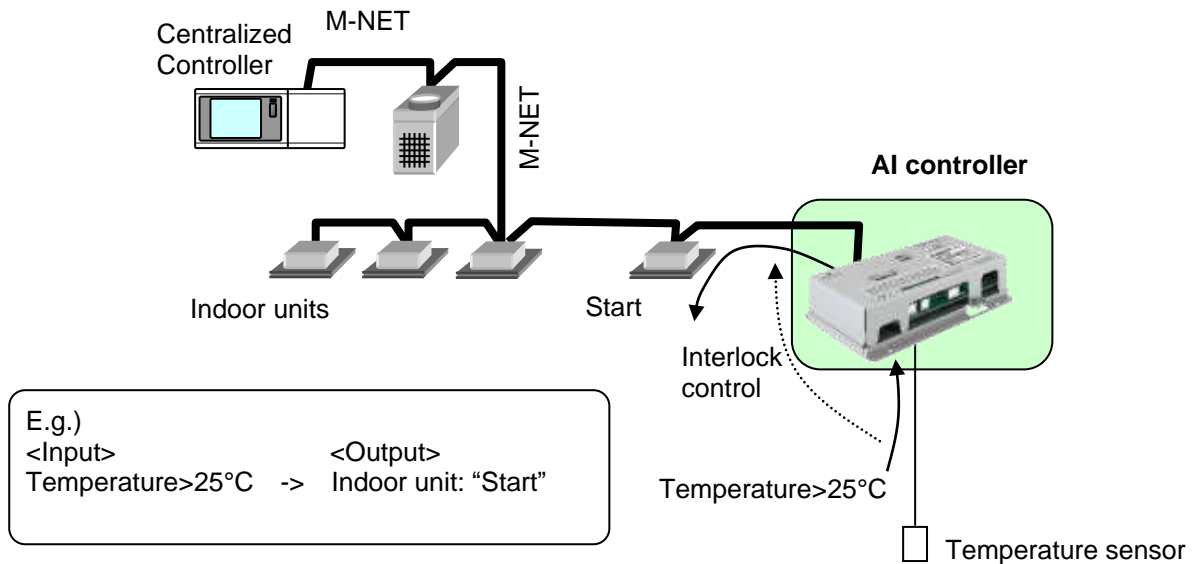 M-NET
Centralized
Controller
M-NET
AI controller
Indoor units
Start
Interlock
control
E.g.)
<Input> <Output>
Temperature>25°C -> Indoor unit: “Start”
Temperature>25°C
Temperature sensor